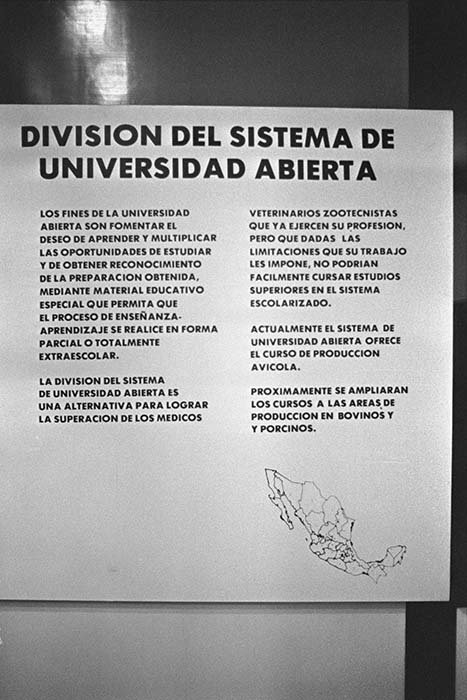 DIVISION DEL SISTEMA DE
UNIVERSIDAD ABIERTA
LOS FINES DE LA UNIVERSIDAD
ABIERTA SON FOMENTAR EL
DESEO DE APRENDER Y MULTIPLICAR
LAS OPORTUNIDADES DE ESTUDIAR
Y DE OBTENER RECONOCIMIENTO
DE LA PREPARACION OBTENIDA,
MEDIANTE MATERIAL EDUCATIVO
ESPECIAL QUE PERMITA QUE
EL PROCESO DE ENSEÑANZA-
APRENDIZAJE SE REALICE EN FORMA
PARCIAL O TOTALMENTE
EXTRAESCOLAR.
LA DIVISION DEL SISTEMA
DE UNIVERSIDAD ABIERTA ES
UNA ALTERNATIVA PARA LOGRAR
LA SUPERACION DE LOS MEDICOS
VETERINARIOS ZOOTECNISTAS
QUE YA EJERCEN SU PROFESION,
PERO QUE DADAS LAS
LIMITACIONES QUE SU TRABAJO
LES IMPONE, NO PODRIAN
FACILMENTE CURSAR ESTUDIOS
SUPERIORES EN EL SISTEMA
ESCOLARIZADO.
ACTUALMENTE EL SISTEMA DE
UNIVERSIDAD ABIERTA OFRECE
EL CURSO DE PRODUCCION
AVICOLA.
PROXIMAMENTE SE AMPLIARAN
LOS CURSOS A LAS AREAS DE
PRODUCCION EN BOVINOS Y
Y PORCINOS.